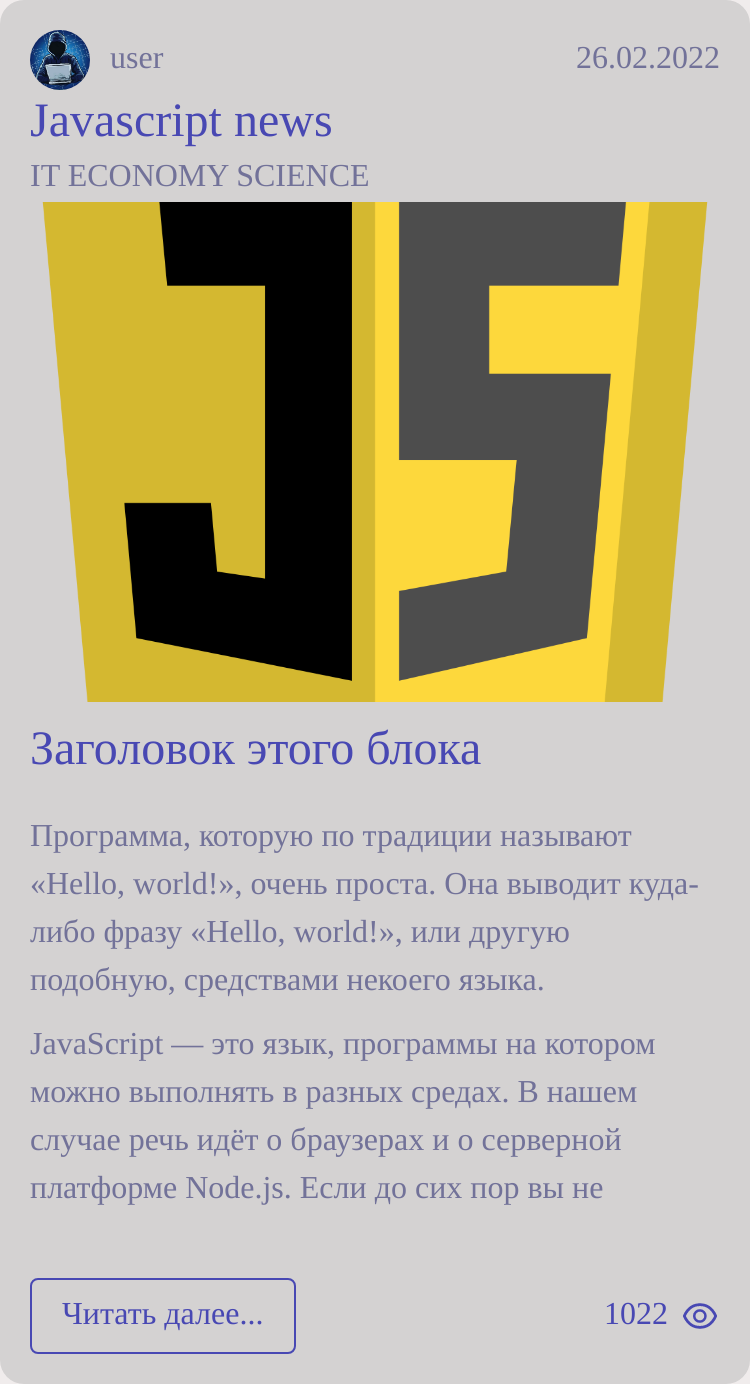 user
26.02.2022
Javascript news
IT ECONOMY SCIENCE
JS
Заголовок этого блока
Программа, которую по традиции называют
«Hello, world!», очень проста. Она выводит куда-
либо фразу «Hello, world!», или другую
подобную, средствами некоего языка.
JavaScript — это язык, программы на котором
можно выполнять в разных средах. В нашем
случае речь идёт о браузерах и о серверной
платформе Node.js. Если до сих пор вы не
Читать далее...
1022